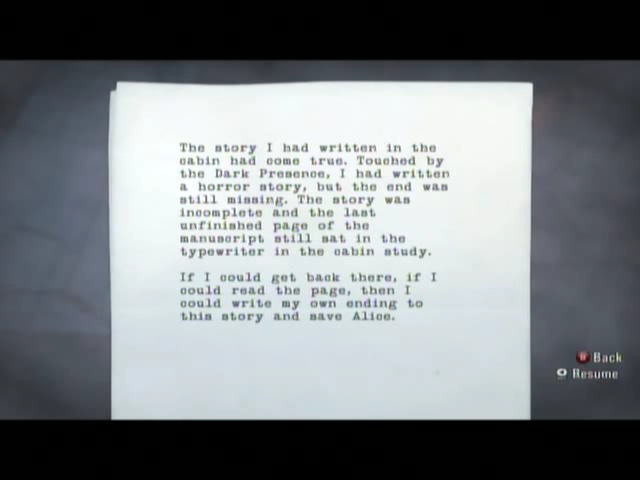 The story I had written in the
cabin had come true. Touched by
the Dark Presence, I had written
a horror story, but the end was
still missing. The story was
incomplete and the last
unfinished page of the
manuscript still sat in the
typewriter in the cabin study.
If I could get back there, if I
could read the page, then I
could write my own ending to
this story and save Alice.
B Back
Resume